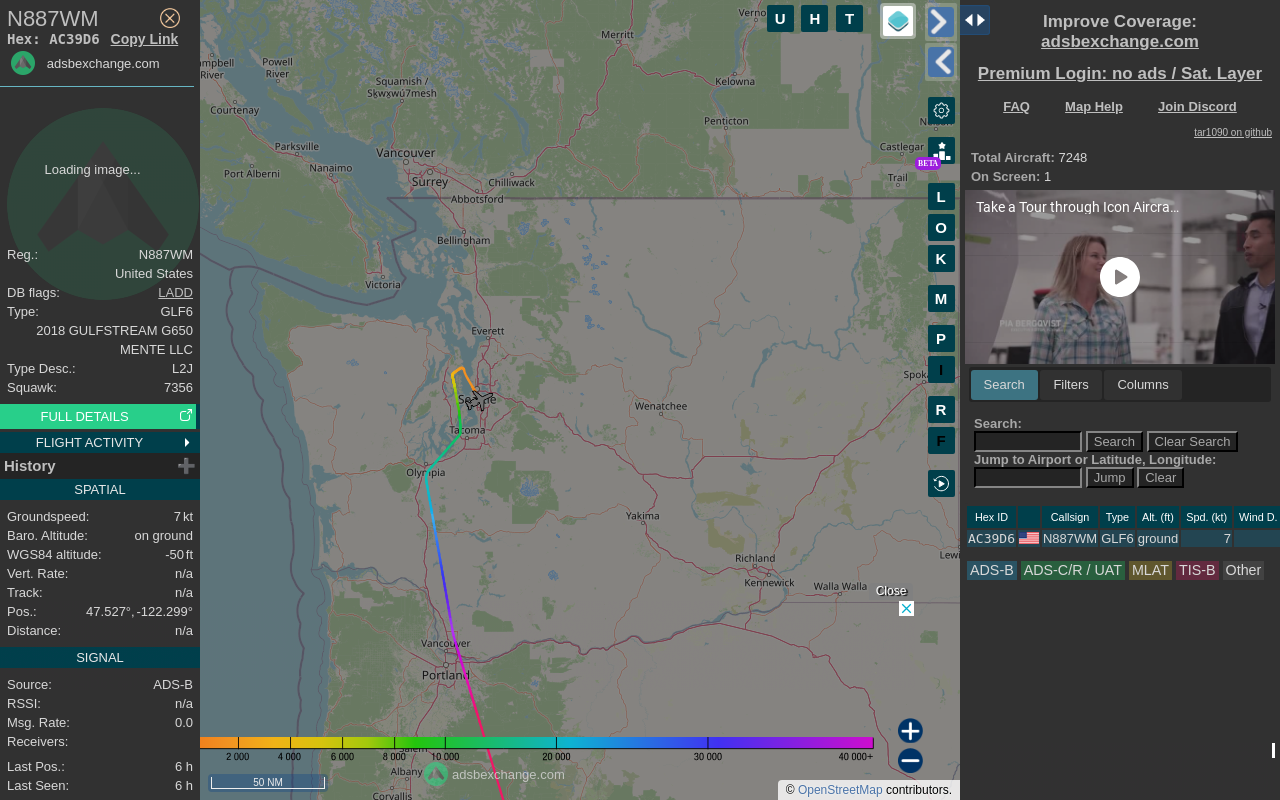 N887WM
Hex: AC39D6 Copy Link
adsbexchange.com
Loading image...
Reg.: N887WM
United States
DB flags: LADD
Type: GLF6
2018 GULFSTREAM G650
MENTE LLC
Type Desc.: L2J
Squawk: 7356
FULL DETAILS
FLIGHT ACTIVITY
History
SPATIAL
Groundspeed: 7 kt
Baro. Altitude: on ground
WGS84 altitude: -50 ft
Vert. Rate: n/a
Track: n/a
Pos.: 47.527°, -122.299°
Distance: n/a
SIGNAL
Source: ADS-B
RSSI: n/a
Msg. Rate: 0.0
Receivers:
Last Pos.: 6 h
Last Seen: 6 h
Merritt
Powell
River
River
Squamish /
Sḵwx̱wú7mesh
Kelowna
Courtenay
Penticton
Parksville
Vancouver
Castlegar
Nanaimo
Port Alberni
Surrey
Chilliwack
Trail
Abbotsford
Bellingham
Victoria
Everett
Wenatchee
Tacoma
Olympia
Yakima
Richland
Kennewick
Walla Walla
Vancouver
Portland
Albany
Corvallis
U H T
BETA
L
O
K
M
P
I
R
F
Close
2 000 4 000 6 000 8 000 10 000 20 000 30 000 40 000+
adsbexchange.com
50 NM
© OpenStreetMap contributors.
Improve Coverage:
adsbexchange.com
Premium Login: no ads / Sat. Layer
FAQ Map Help Join Discord
tar1090 on github
Total Aircraft: 7248
On Screen: 1
Take a Tour through Icon Aircra...
PIA BERGQVIST
Search Filters Columns
Search:
Search Clear Search
Jump to Airport or Latitude, Longitude:
Jump Clear
Hex ID Callsign Type Alt. (ft) Spd. (kt) Wind D.
AC39D6 N887WM GLF6 ground 7
ADS-B ADS-C/R / UAT MLAT TIS-B Other